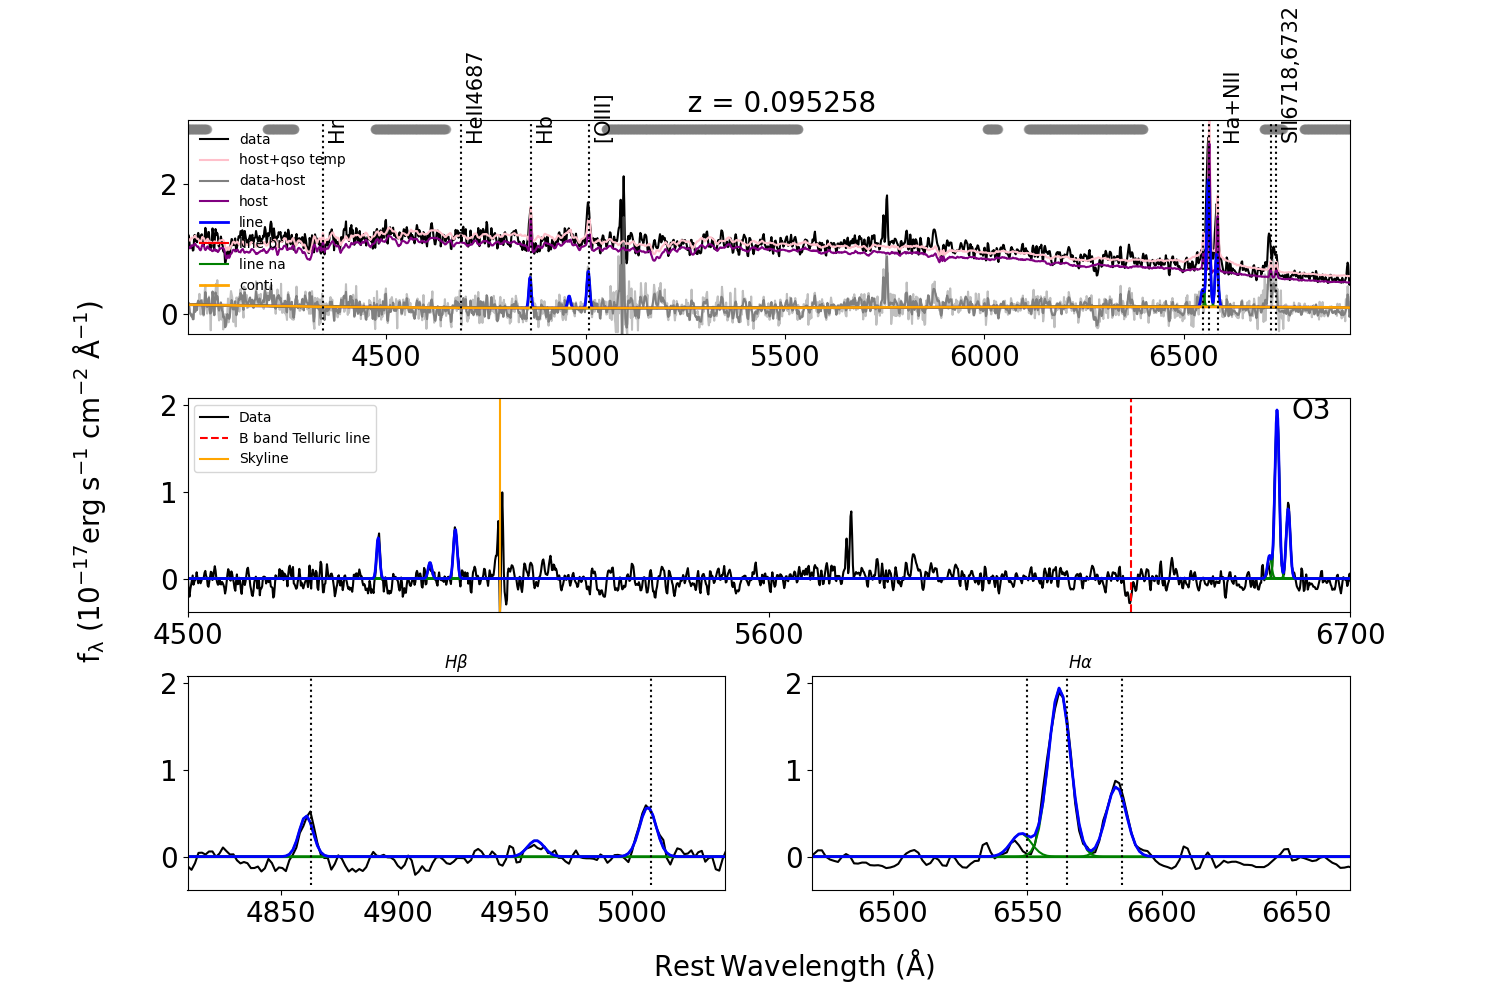 z = 0.095258
Hr
HeII4687
Hb
[OIII]
Ha+NII
SII6718,6732
data
host+qso temp
data-host
host
line
line br
line na
conti
2
0
4500 5000 5500 6000 6500
fλ (10−17erg s−1 cm−2 Å−1)
Data
B band Telluric line
Skyline
O3
2
1
0
4500 5600 6700
Hβ
2
1
0
4850 4900 4950 5000
Hα
2
1
0
6500 6550 6600 6650
Rest Wavelength (Å)